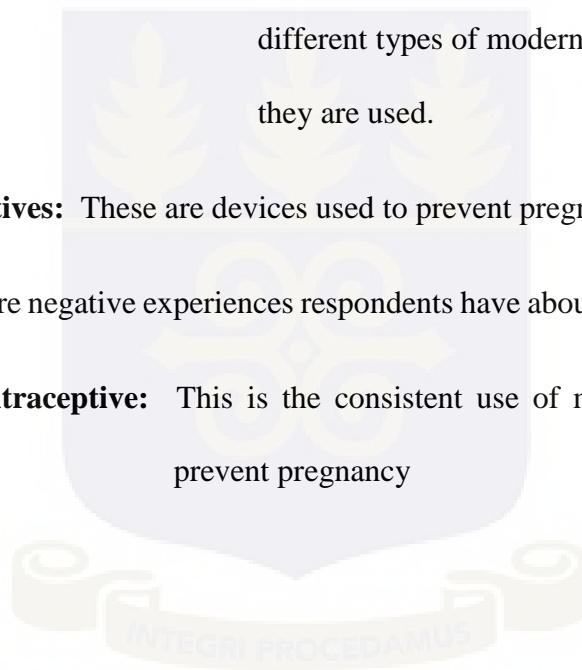 different types of modern
they are used.
tives: These are devices used to prevent pregn
re negative experiences respondents have abou
traceptive: This is the consistent use of
prevent pregnancy
INTEGRI PROCEDAMUS